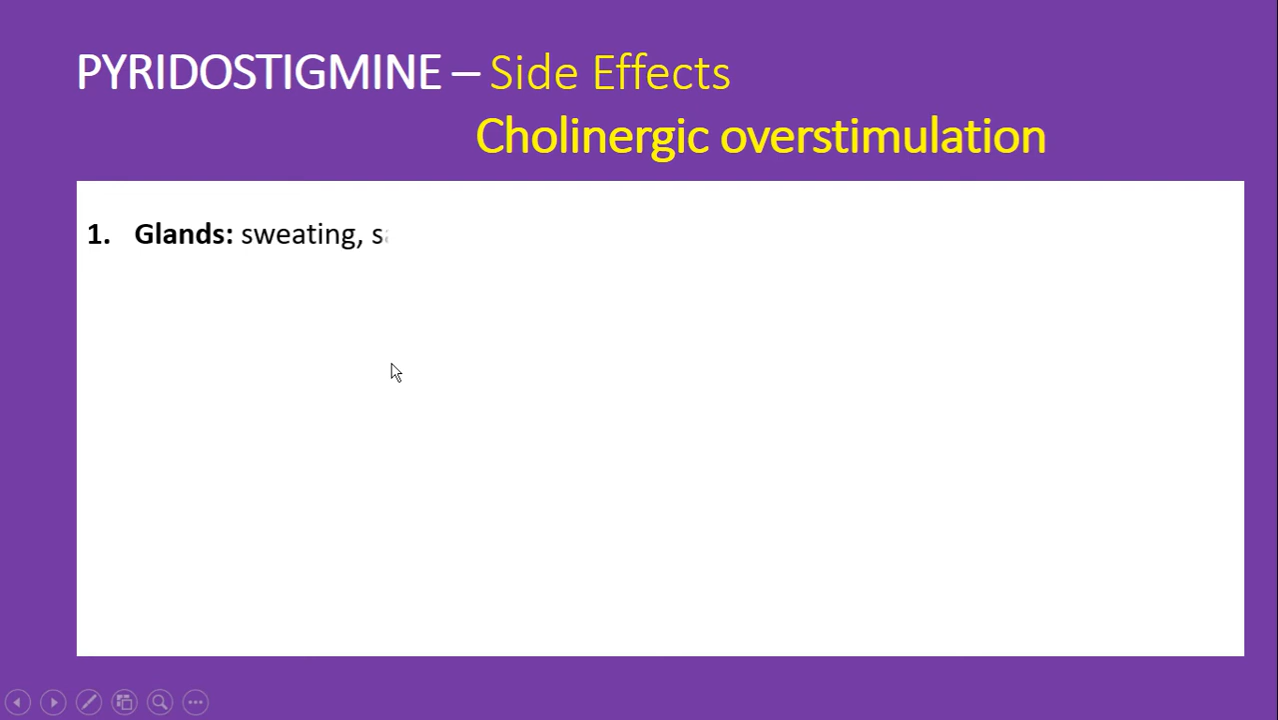 PYRIDOSTIGMINE – Side Effects
Cholinergic overstimulation
1. Glands: sweating, s